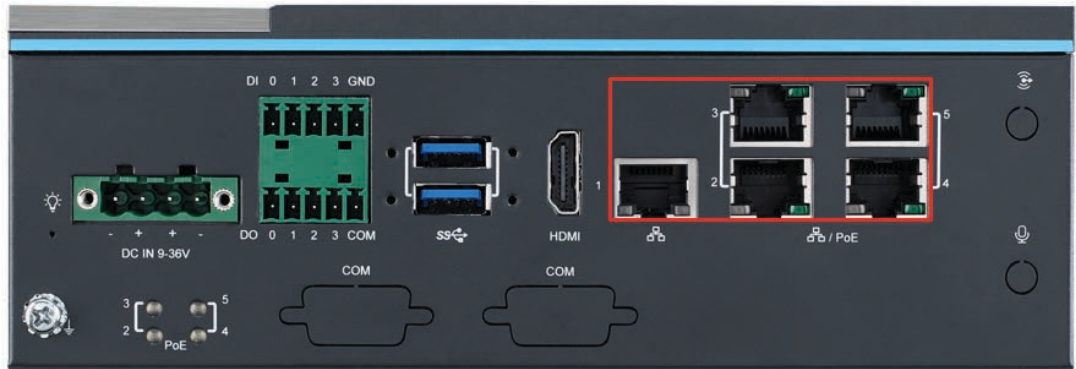 DI 0 1 2 3 GND
3 5
1 2 4
- + + -
DO 0 1 2 3 COM
SS
HDMI
/ PoE
DC IN 9-36V
COM COM
3 5
2 4
PoE